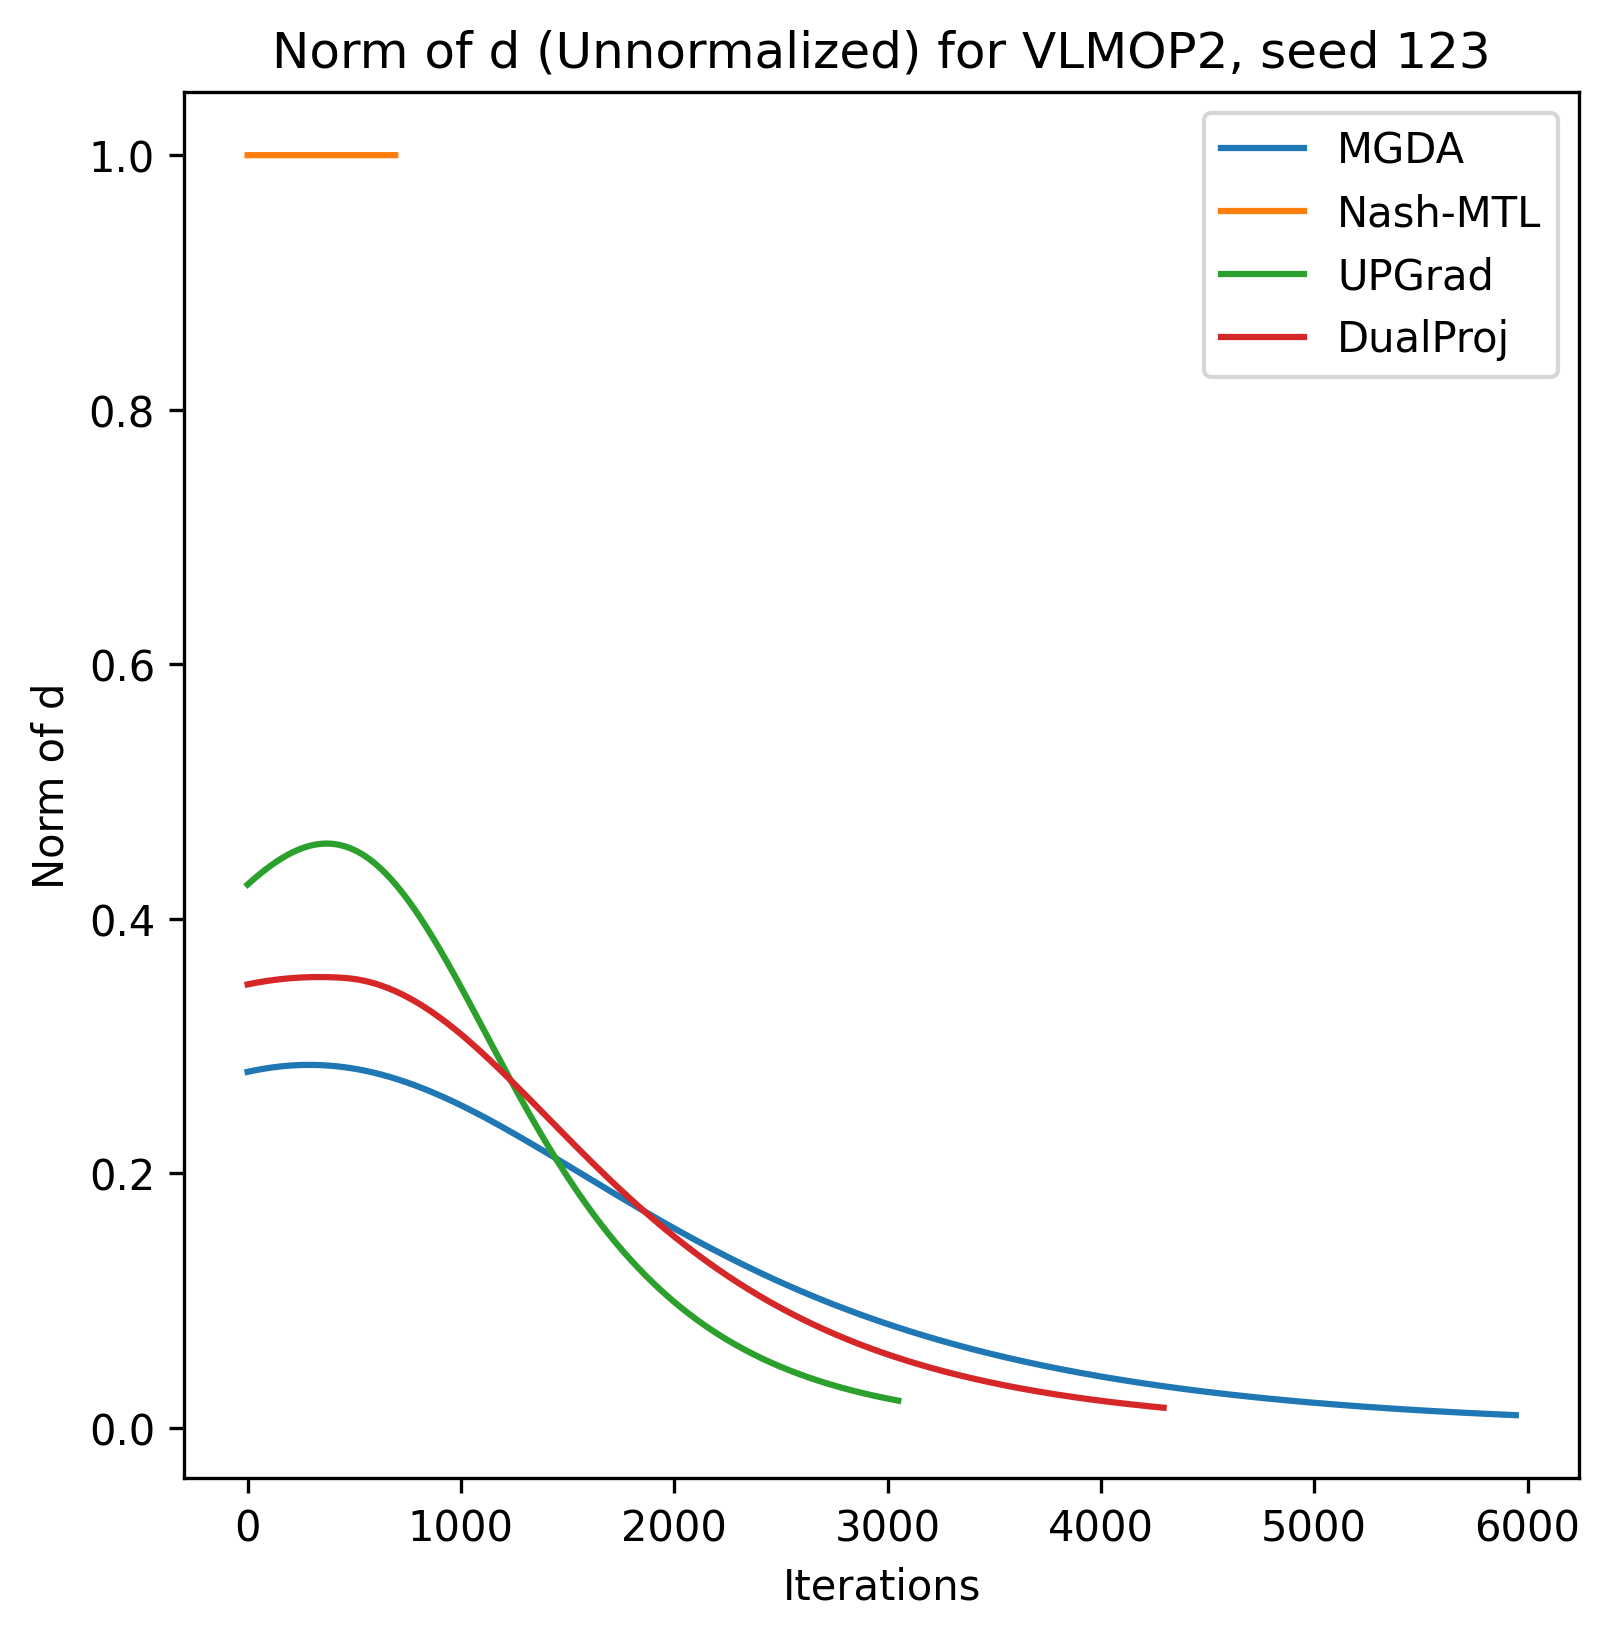 Norm of d (Unnormalized) for VLMOP2, seed 123
MGDA
Nash-MTL
UPGrad
DualProj
1.0
0.8
0.6
0.4
0.2
0.0
Norm of d
0 1000 2000 3000 4000 5000 6000
Iterations